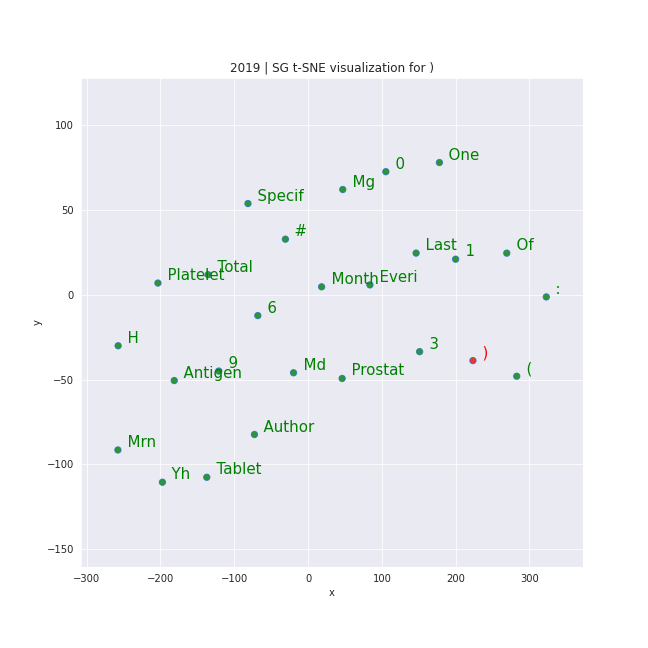 2019 | SG t-SNE visualization for )
100
50
0
−50
−100
−150
y
One
0
Mg
Specif
#
Last
Of
1
Total
Platelet
Month
Everi
:
6
H
3
)
9
Antigen
Md
Prostat
(
Author
Mrn
Yh
Tablet
−300
−200
−100
0
100
200
300
x